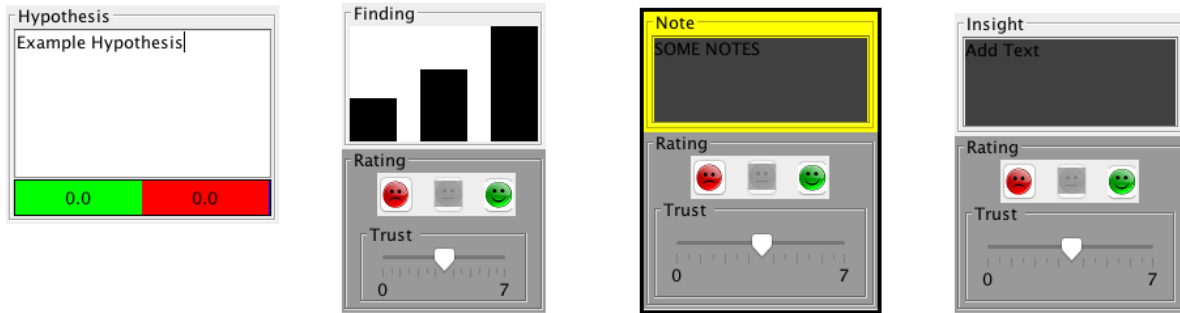 Hypothesis
Example Hypothesis
0.0 0.0
Finding
Rating
Trust
0 7
Note
SOME NOTES
Rating
Trust
0 7
Insight
Add Text
Rating
Trust
0 7